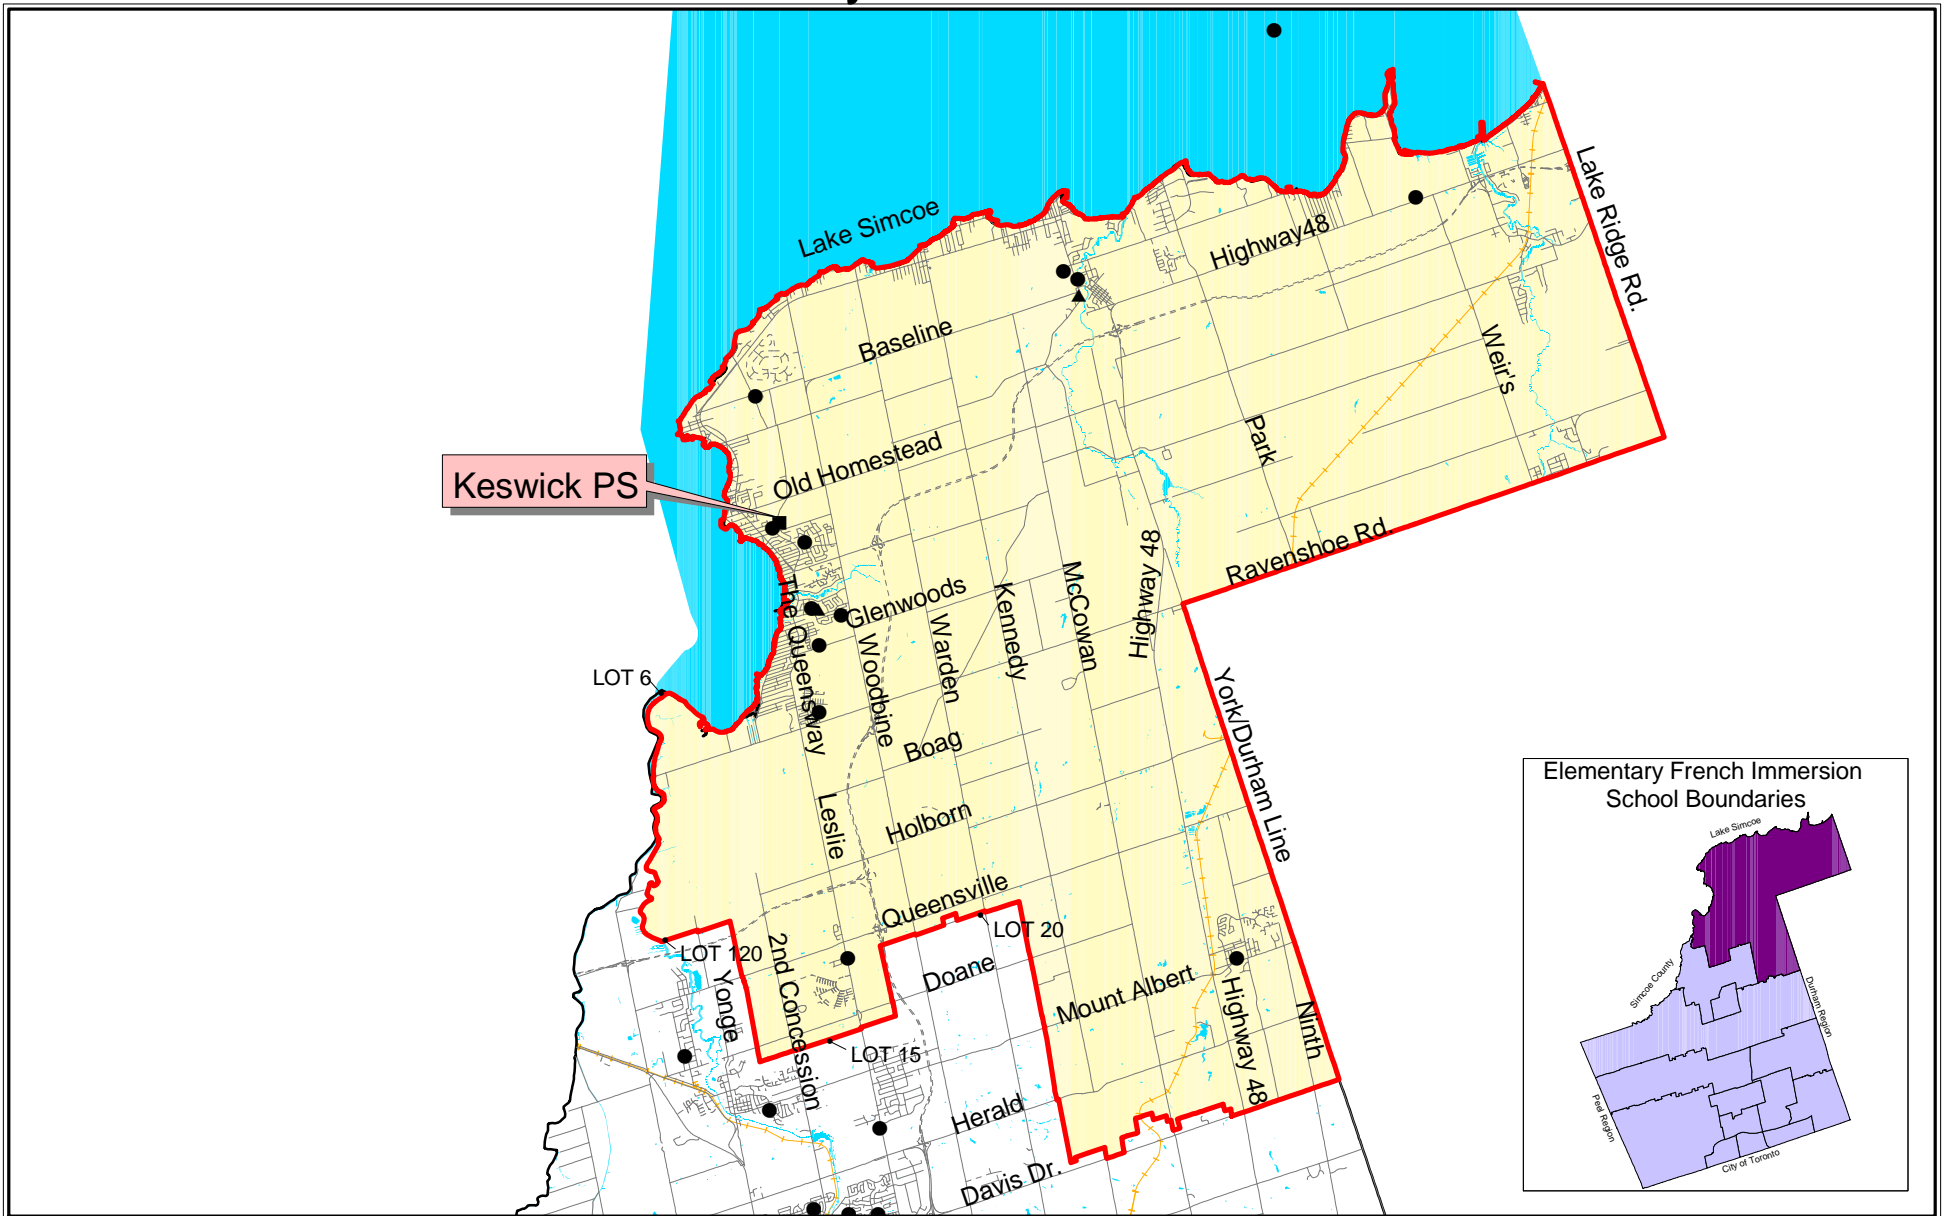 Lake Simcoe
Highway48
Lake Ridge Rd.
Baseline
Weir's
Park
Old Homestead
Keswick PS
Ravenshoe Rd.
Highway 48
McCowan
Kennedy
Glenwoods
Warden
Woodbine
The Queensway
LOT 6
York/Durham Line
Boag
Leslie
Holborn
Queensville
LOT 20
LOT 120
2nd Concession
Yonge
Doane
Mount Albert
Highway 48
Ninth
LOT 15
Herald
Davis Dr.
Elementary French Immersion
School Boundaries
Lake Simcoe
Simcoe County
Durham Region
Peel Region
City of Toronto